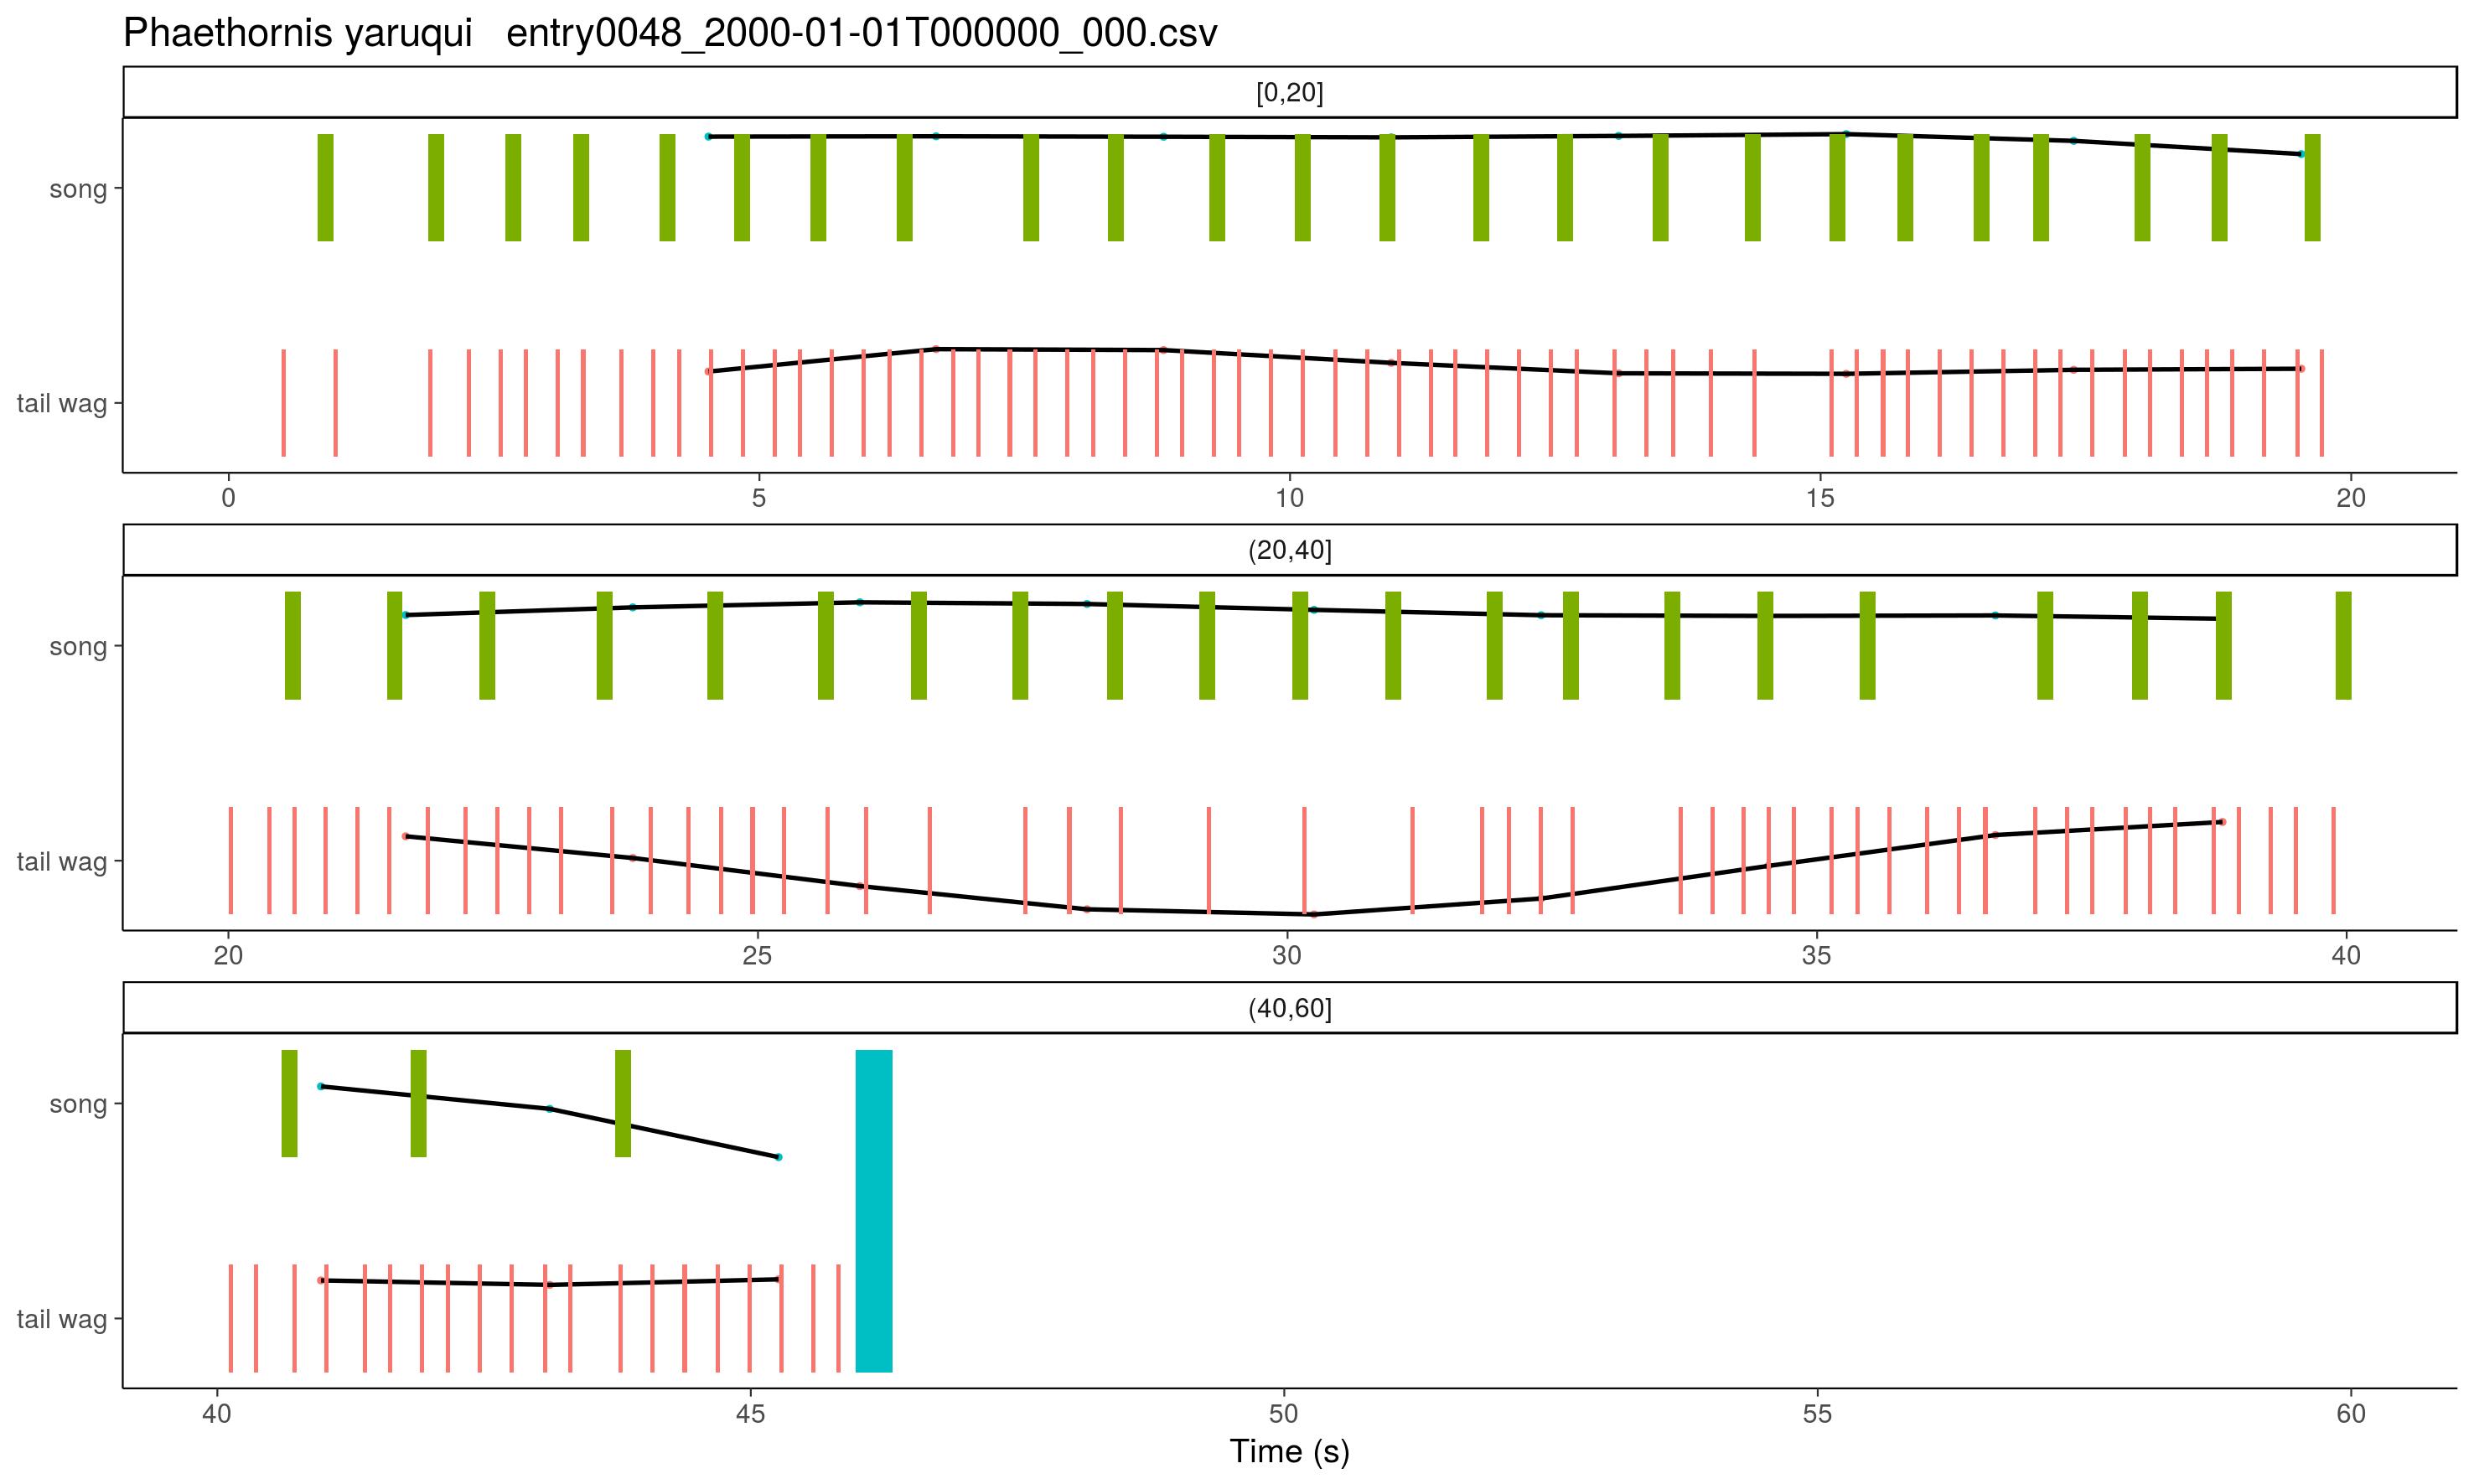 Phaethornis yaruqui   entry0048_2000-01-01T000000_000.csv
[0,20]
song
tail wag
0 5 10 15 20
(20,40]
song
tail wag
20 25 30 35 40
(40,60]
song
tail wag
40 45 50 55 60
Time (s)